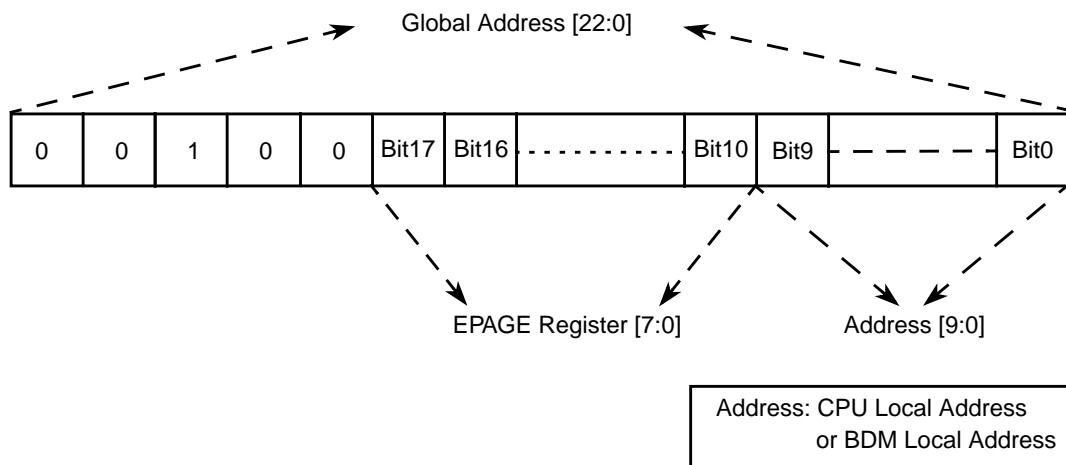 Global Address [22:0]
0 0 1 0 0 Bit17 Bit16 Bit10 Bit9 Bit0
EPAGE Register [7:0] Address [9:0]
Address: CPU Local Address
or BDM Local Address